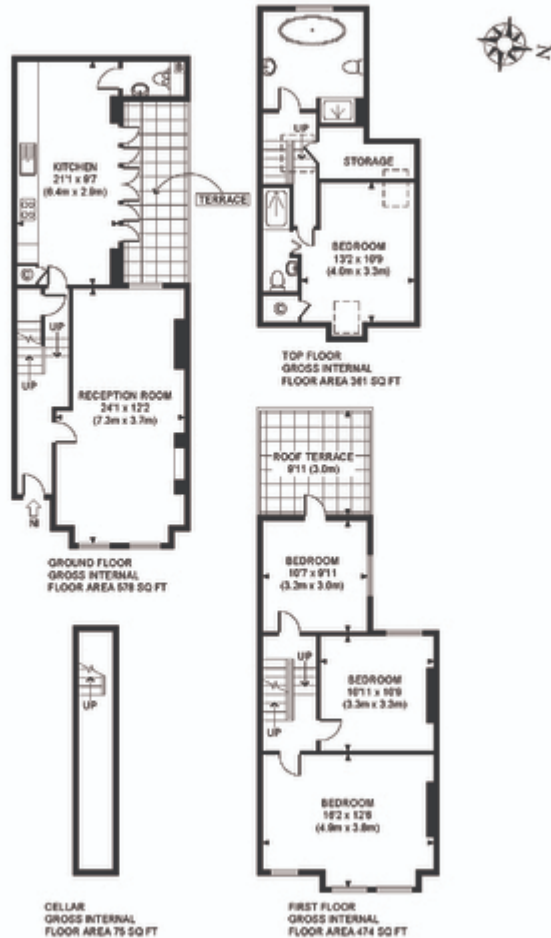 N
KITCHEN
21'1 x 9'7
(6.4m x 2.9m)
TERRACE
C
UP
UP
RECEPTION ROOM
24'1 x 12'2
(7.3m x 3.7m)
IN
GROUND FLOOR
GROSS INTERNAL
FLOOR AREA 578 SQ FT
UP
STORAGE
BEDROOM
13'2 x 10'9
(4.0m x 3.3m)
C
TOP FLOOR
GROSS INTERNAL
FLOOR AREA 361 SQ FT
ROOF TERRACE
9'11 (3.0m)
BEDROOM
10'7 x 9'11
(3.3m x 3.0m)
UP
UP
BEDROOM
10'11 x 10'9
(3.3m x 3.3m)
BEDROOM
16'2 x 12'6
(4.9m x 3.8m)
FIRST FLOOR
GROSS INTERNAL
FLOOR AREA 474 SQ FT
UP
CELLAR
GROSS INTERNAL
FLOOR AREA 75 SQ FT